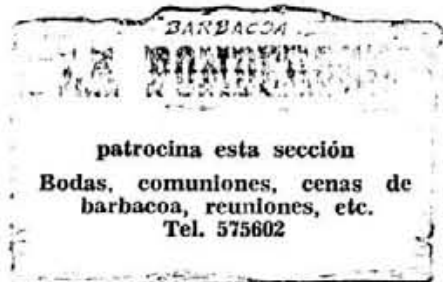 BARBACOA
patrocina esta sección
Bodas, comuniones, cenas de
barbacoa, reuniones, etc.
Tel. 575602